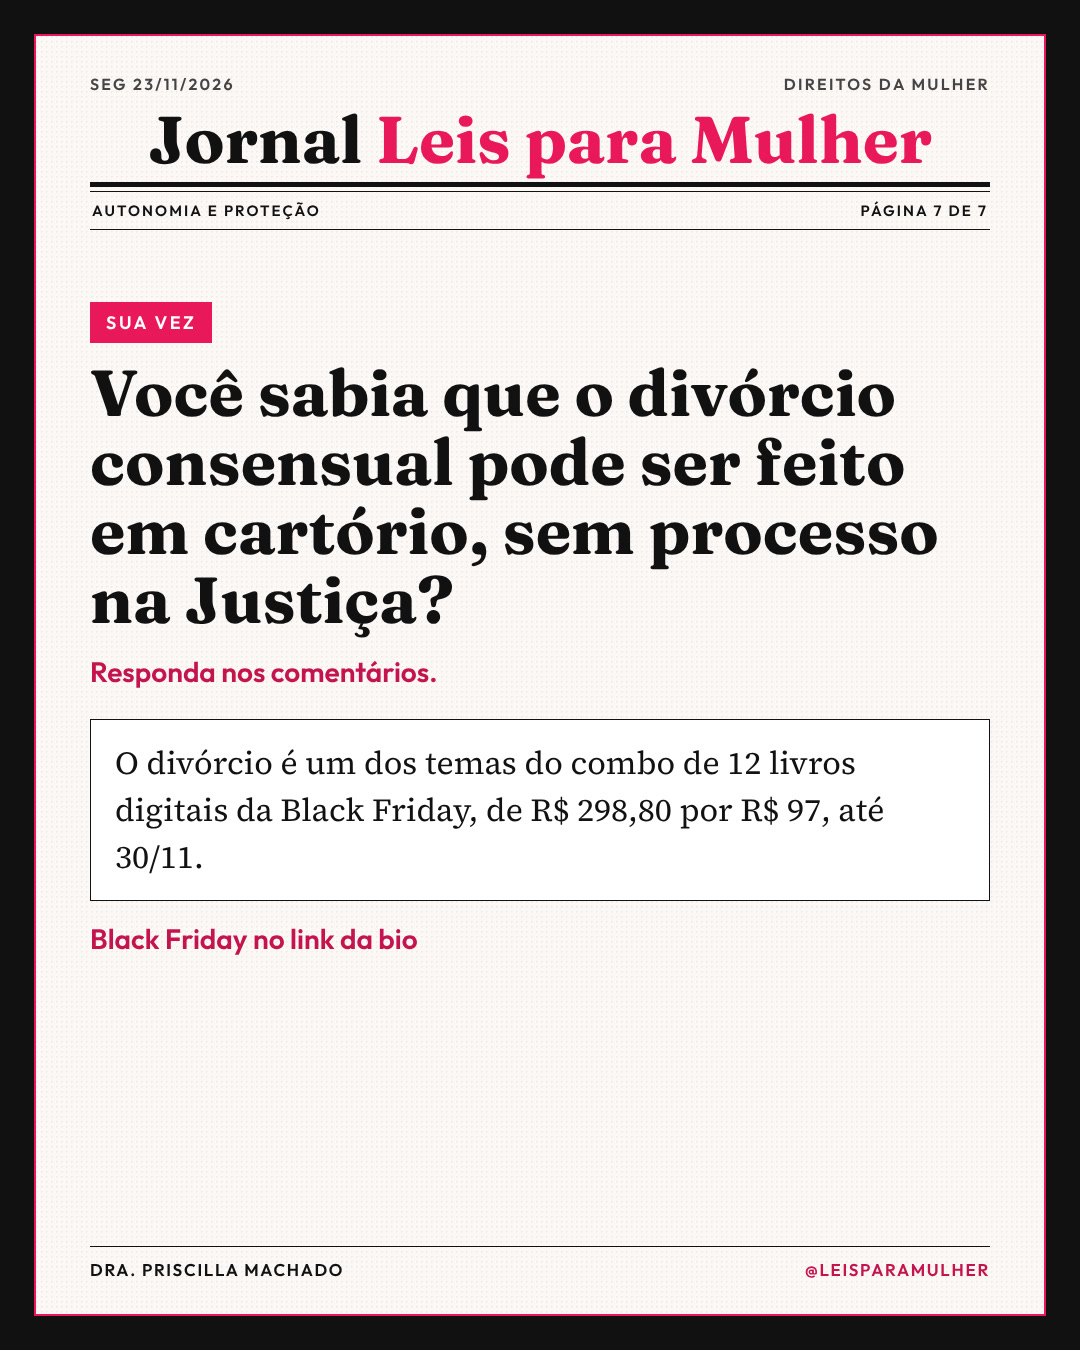 SEG 23/11/2026
DIREITOS DA MULHER
Jornal Leis para Mulher
AUTONOMIA E PROTEÇÃO
PÁGINA 7 DE 7
SUA VEZ
Você sabia que o divórcio
consensual pode ser feito
em cartório, sem processo
na Justiça?
Responda nos comentários.
O divórcio é um dos temas do combo de 12 livros
digitais da Black Friday, de R$ 298,80 por R$ 97, até
30/11.
Black Friday no link da bio
DRA. PRISCILLA MACHADO
@LEISPARAMULHER